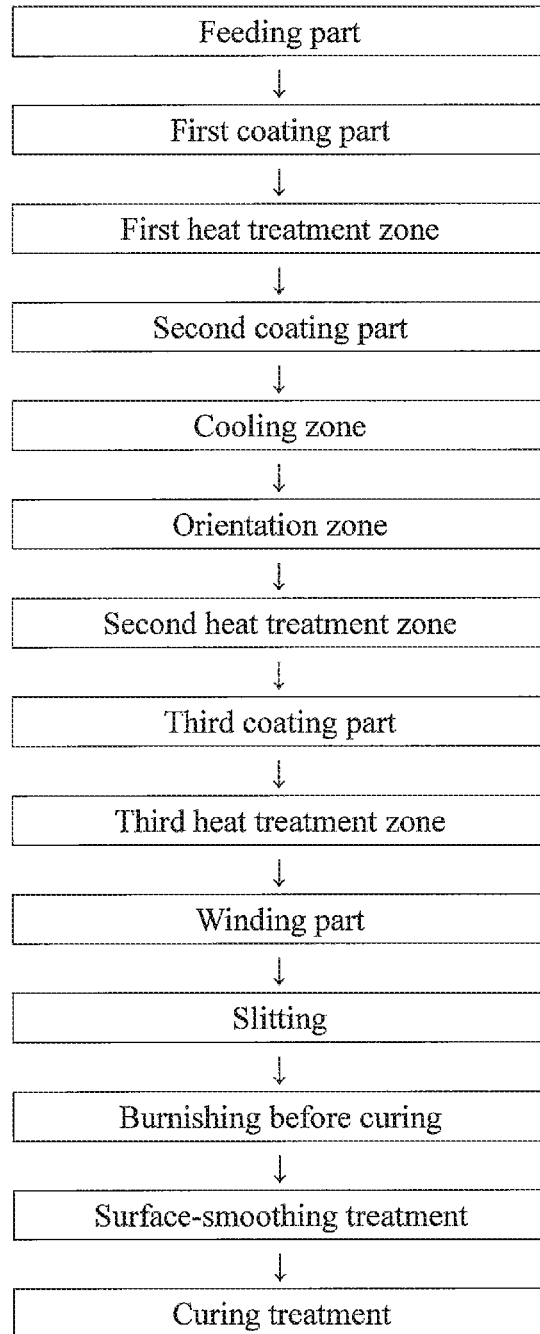 Feeding part
↓
First coating part
↓
First heat treatment zone
↓
Second coating part
↓
Cooling zone
↓
Orientation zone
↓
Second heat treatment zone
↓
Third coating part
↓
Third heat treatment zone
↓
Winding part
↓
Slitting
↓
Burnishing before curing
↓
Surface-smoothing treatment
↓
Curing treatment